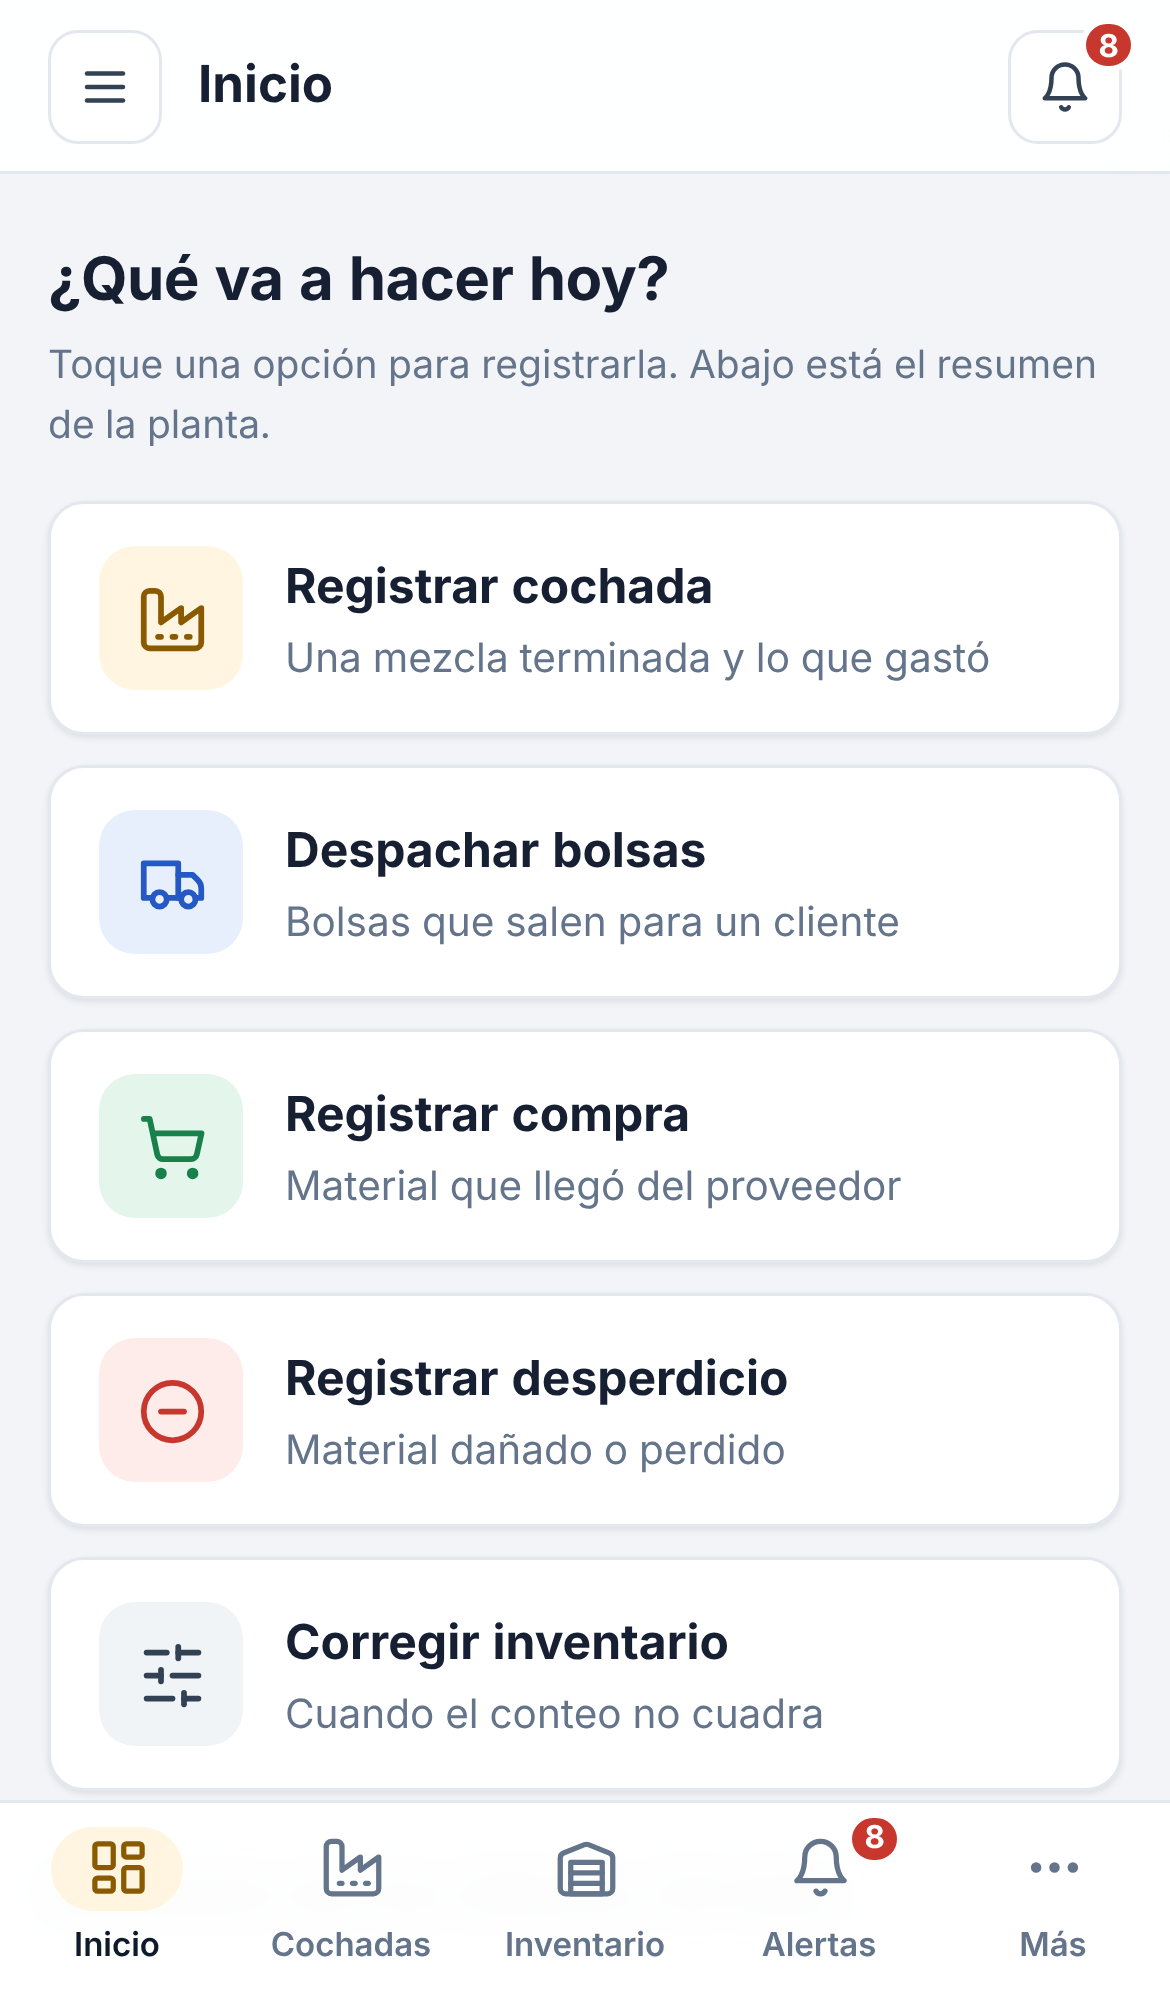 Inicio
8
¿Qué va a hacer hoy?
Toque una opción para registrarla. Abajo está el resumen
de la planta.
Registrar cochada
Una mezcla terminada y lo que gastó
Despachar bolsas
Bolsas que salen para un cliente
Registrar compra
Material que llegó del proveedor
Registrar desperdicio
Material dañado o perdido
Corregir inventario
Cuando el conteo no cuadra
8
Inicio
Cochadas
Inventario
Alertas
Más